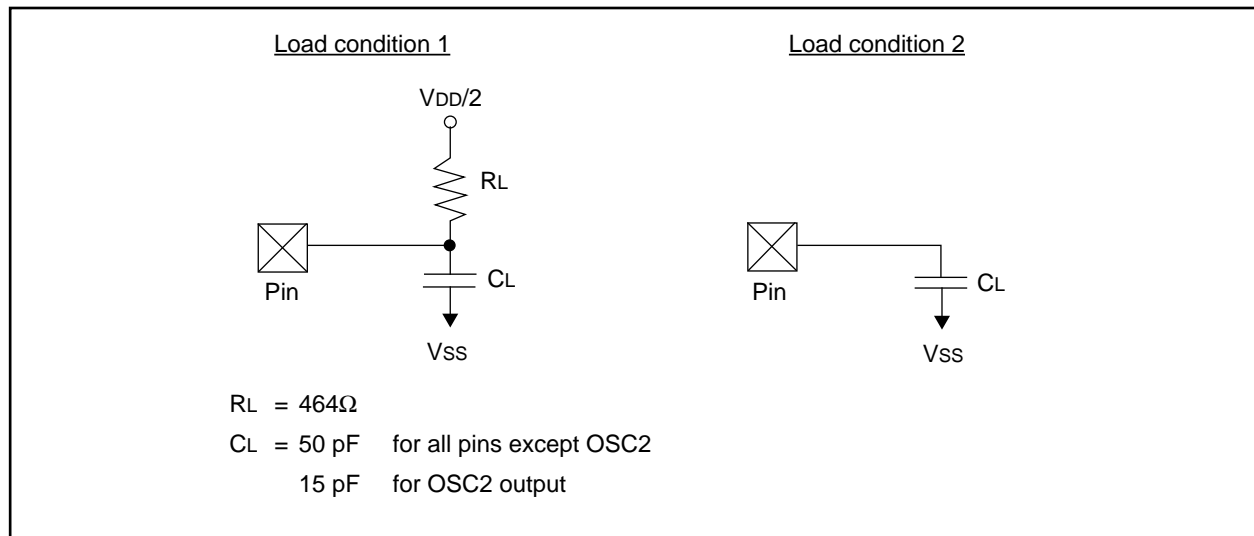 Load condition 1
VDD/2
RL
CL
Pin
VSS
Load condition 2
CL
Pin
VSS
RL = 464Ω
CL = 50 pF for all pins except OSC2
15 pF for OSC2 output